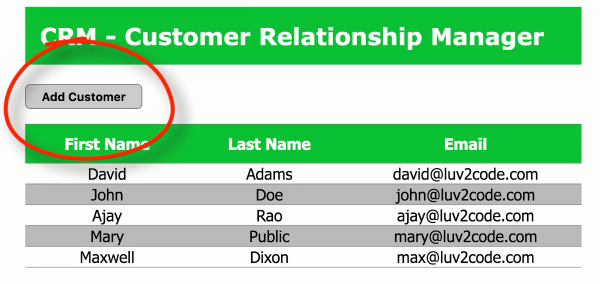 CRM - Customer Relationship Manager
Add Customer
First Name Last Name Email
David Adams david@luv2code.com
John Doe john@luv2code.com
Ajay Rao ajay@luv2code.com
Mary Public mary@luv2code.com
Maxwell Dixon max@luv2code.com